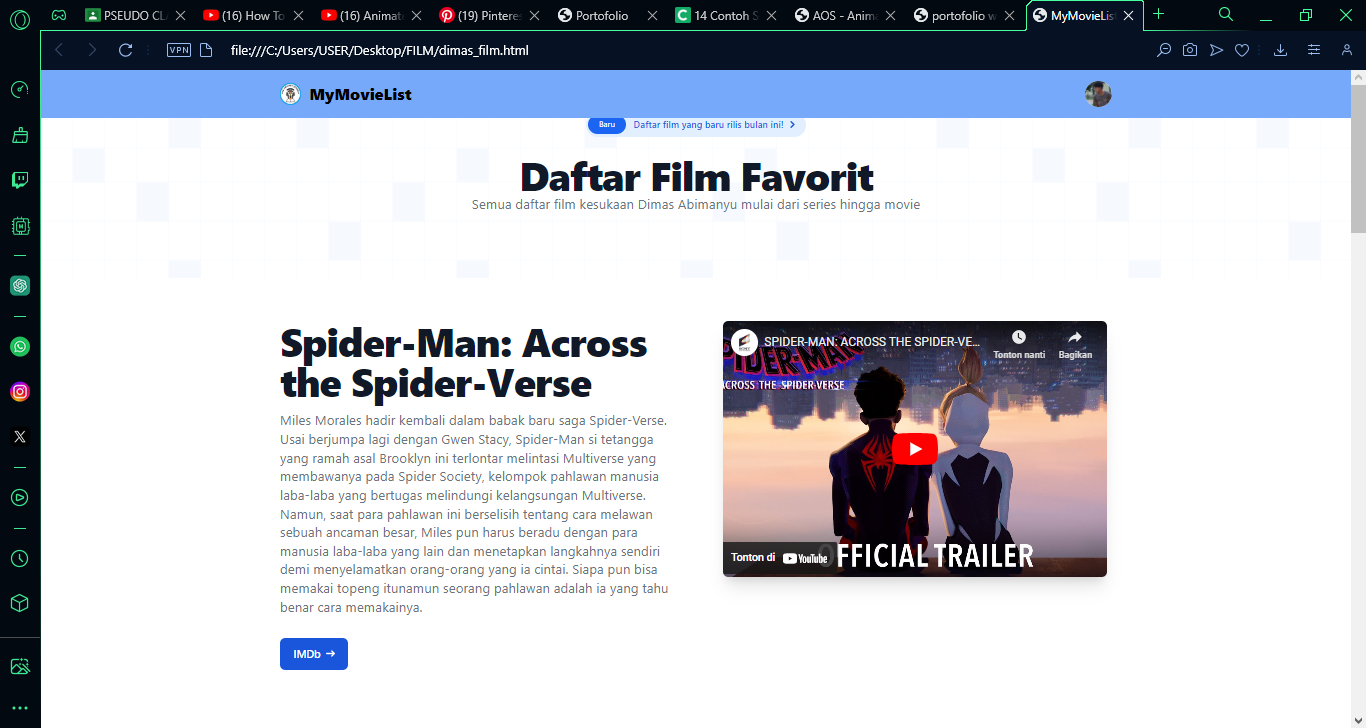 PSEUDO CL
(16) How To
(16) Animat
(19) Pinteres
Portofolio
14 Contoh S
AOS - Anim
portofolio w
MyMovieLis
VPN
file:///C:/Users/USER/Desktop/FILM/dimas_film.html
MyMovieList
Baru
Daftar film yang baru rilis bulan ini!
Daftar Film Favorit
Semua daftar film kesukaan Dimas Abimanyu mulai dari series hingga movie
Spider-Man: Across
the Spider-Verse
Miles Morales hadir kembali dalam babak baru saga Spider-Verse.
Usai berjumpa lagi dengan Gwen Stacy, Spider-Man si tetangga
yang ramah asal Brooklyn ini terlontar melintasi Multiverse yang
membawanya pada Spider Society, kelompok pahlawan manusia
laba-laba yang bertugas melindungi kelangsungan Multiverse.
Namun, saat para pahlawan ini berselisih tentang cara melawan
sebuah ancaman besar, Miles pun harus beradu dengan para
manusia laba-laba yang lain dan menetapkan langkahnya sendiri
demi menyelamatkan orang-orang yang ia cintai. Siapa pun bisa
memakai topeng itunamun seorang pahlawan adalah ia yang tahu
benar cara memakainya.
IMDb →
SPIDER-MAN: ACROSS THE SPIDER-VE...
Tonton nanti
Bagikan
SPIDER-MAN
ACROSS THE SPIDER-VERSE
Tonton di YouTube
OFFICIAL TRAILER